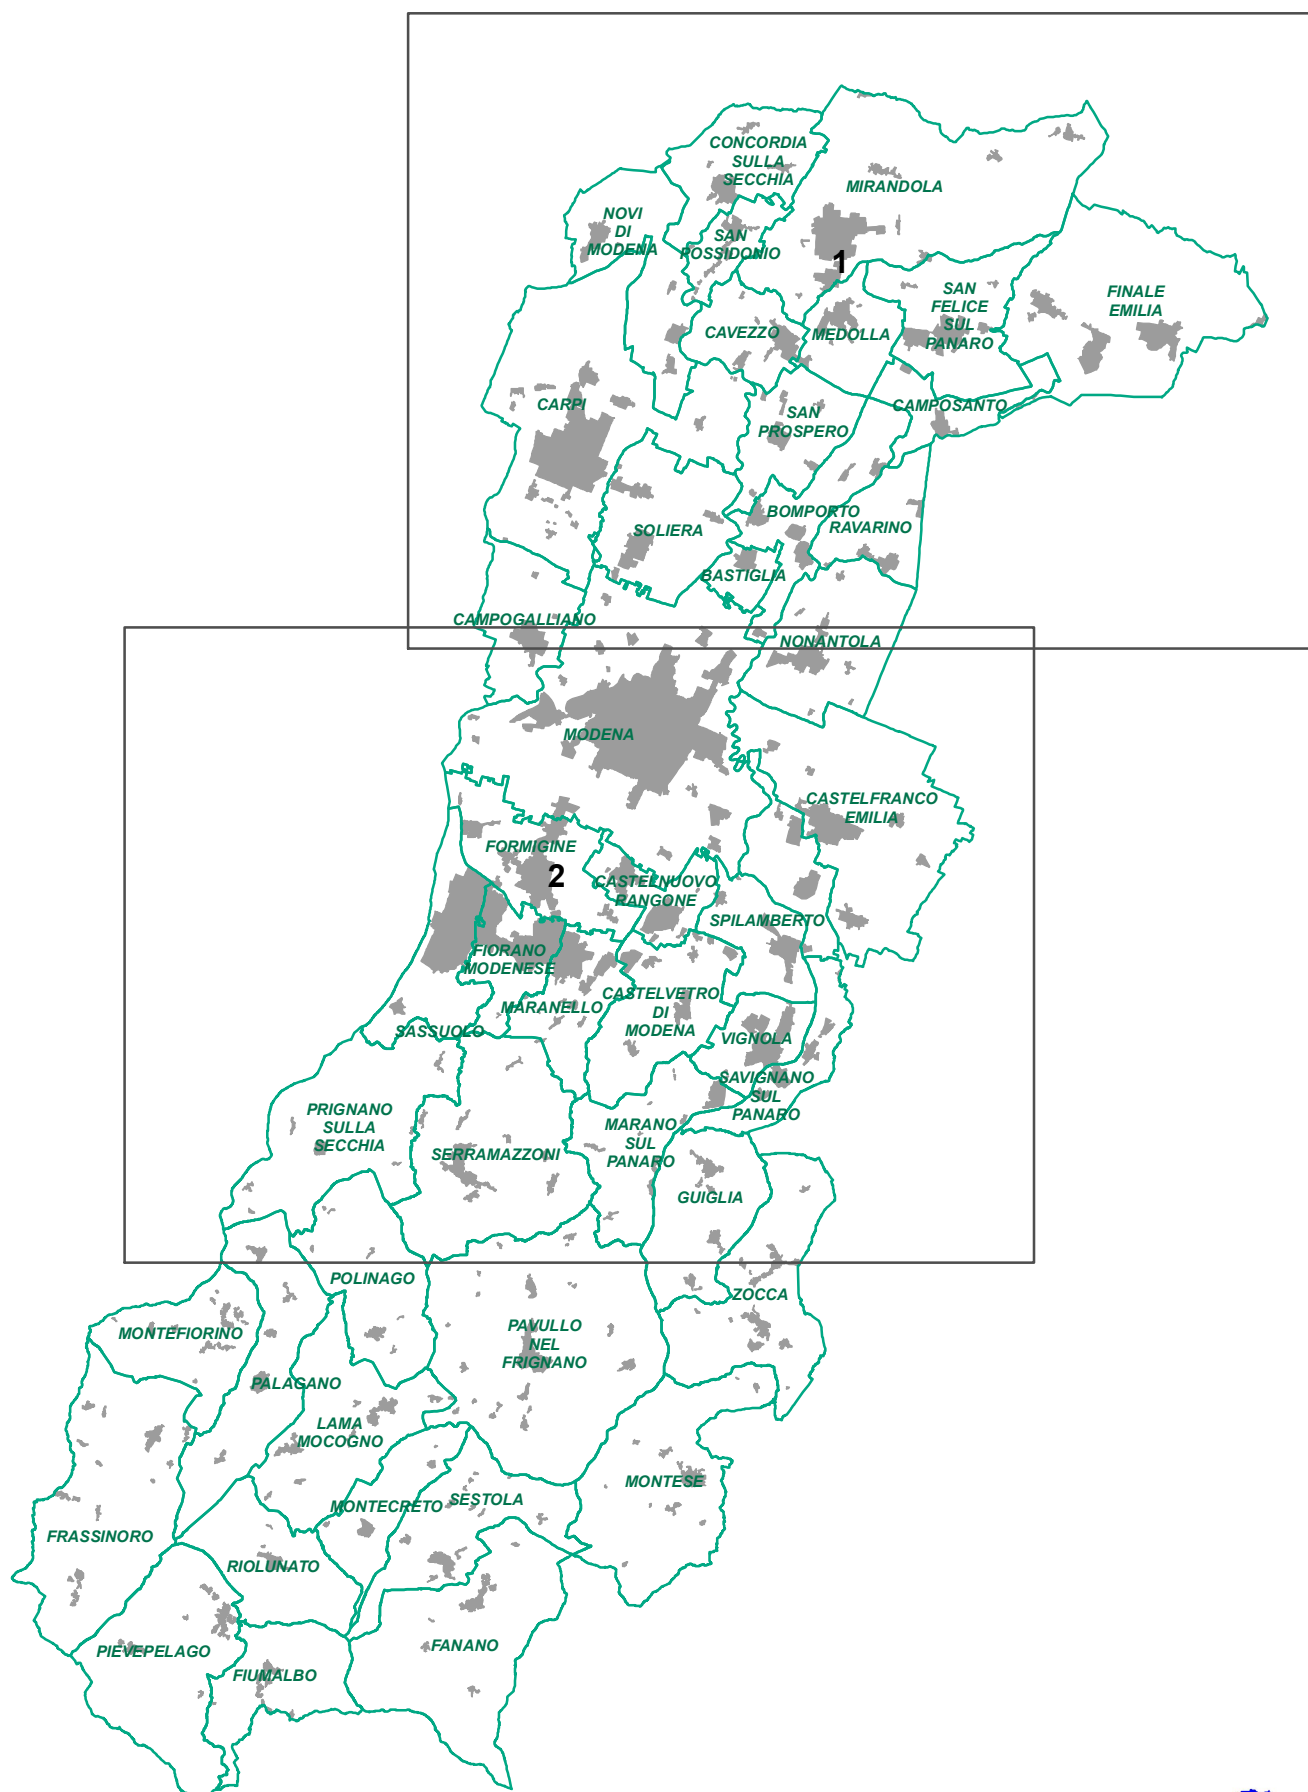 CONCORDIA
SULLA
SECCHIA
MIRANDOLA
NOVI
DI
MODENA
SAN
POSSIDONIO
1
SAN
FELICE
SUL
PANARO
FINALE
EMILIA
CAVEZZO
MEDOLLA
CARPI
SAN
PROSPERO
CAMPOSANTO
BOMPORTO
RAVARINO
SOLIERA
BASTIGLIA
CAMPOGALLIANO
NONANTOLA
MODENA
CASTELFRANCO
EMILIA
FORMIGINE
2
CASTELNUOVO
RANGONE
SPILAMBERTO
FIORANO
MODENESE
MARANELLO
CASTELVETRO
DI
MODENA
SASSUOLO
VIGNOLA
SAVIGNANO
SUL
PANARO
PRIGNANO
SULLA
SECCHIA
MARANO
SUL
PANARO
SERRAMAZZONI
GUIGLIA
POLINAGO
ZOCCA
MONTEFIORINO
PAVULLO
NEL
FRIGNANO
PALAGANO
LAMA
MOCOGNO
MONTESE
MONTECRETO
SESTOLA
FRASSINORO
RIOLUNATO
PIEVEPELAGO
FANANO
FIUMALBO